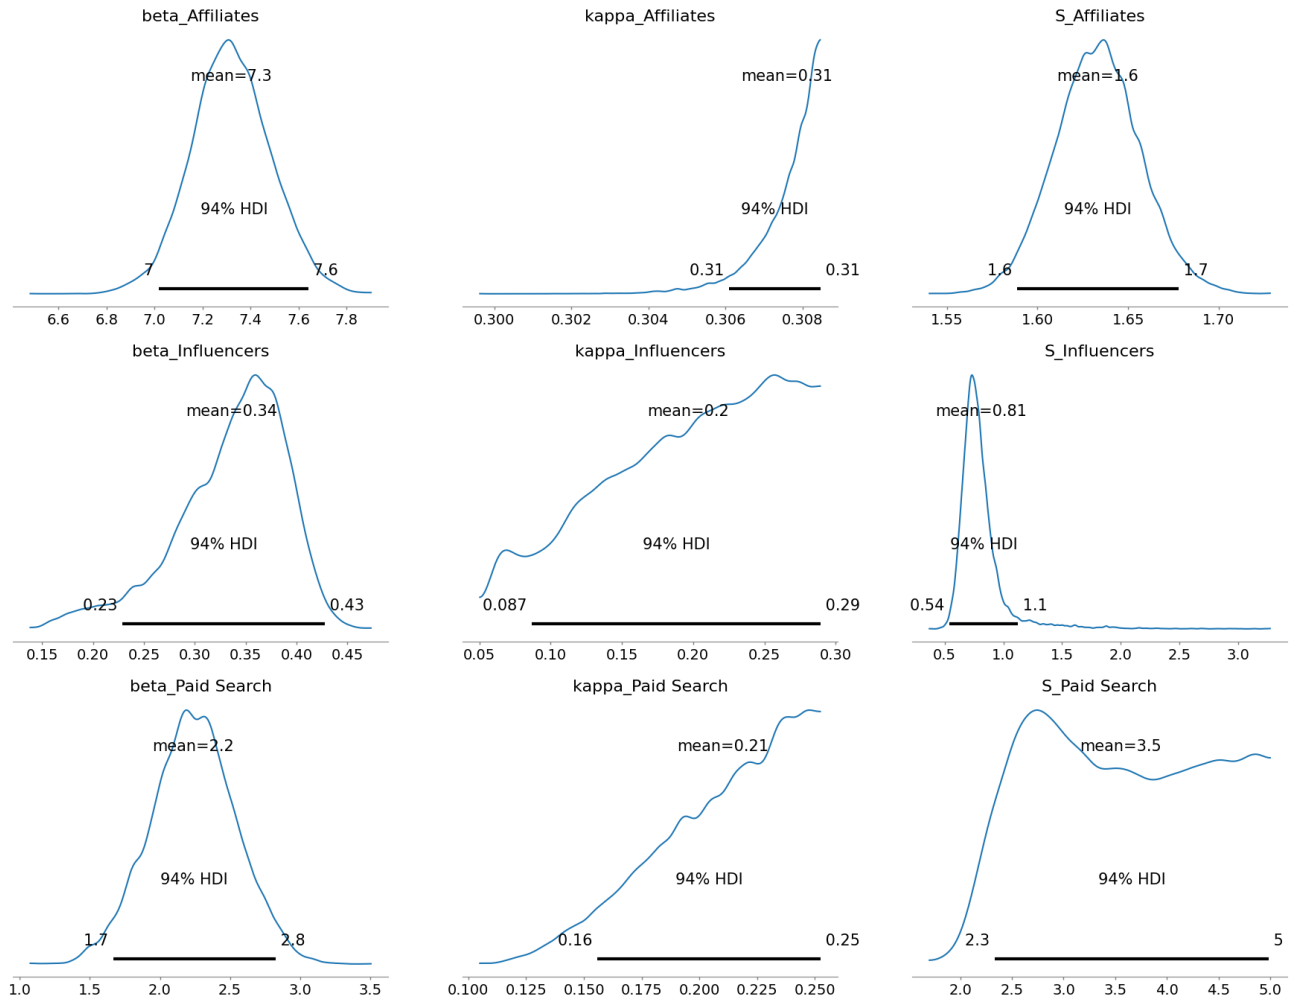 beta_Affiliates
kappa_Affiliates
S_Affiliates
mean=7.3
mean=0.31
mean=1.6
94% HDI
94% HDI
94% HDI
7
7.6
0.31
0.31
1.6
1.7
6.6 6.8 7.0 7.2 7.4 7.6 7.8
0.300 0.302 0.304 0.306 0.308
1.55 1.60 1.65 1.70
beta_Influencers
kappa_Influencers
S_Influencers
mean=0.34
mean=0.2
mean=0.81
94% HDI
94% HDI
94% HDI
0.23
0.43
0.087
0.29
0.54
1.1
0.15 0.20 0.25 0.30 0.35 0.40 0.45
0.05 0.10 0.15 0.20 0.25 0.30
0.5 1.0 1.5 2.0 2.5 3.0
beta_Paid Search
kappa_Paid Search
S_Paid Search
mean=2.2
mean=0.21
mean=3.5
94% HDI
94% HDI
94% HDI
1.7
2.8
0.16
0.25
2.3
5
1.0 1.5 2.0 2.5 3.0 3.5
0.100 0.125 0.150 0.175 0.200 0.225 0.250
2.0 2.5 3.0 3.5 4.0 4.5 5.0